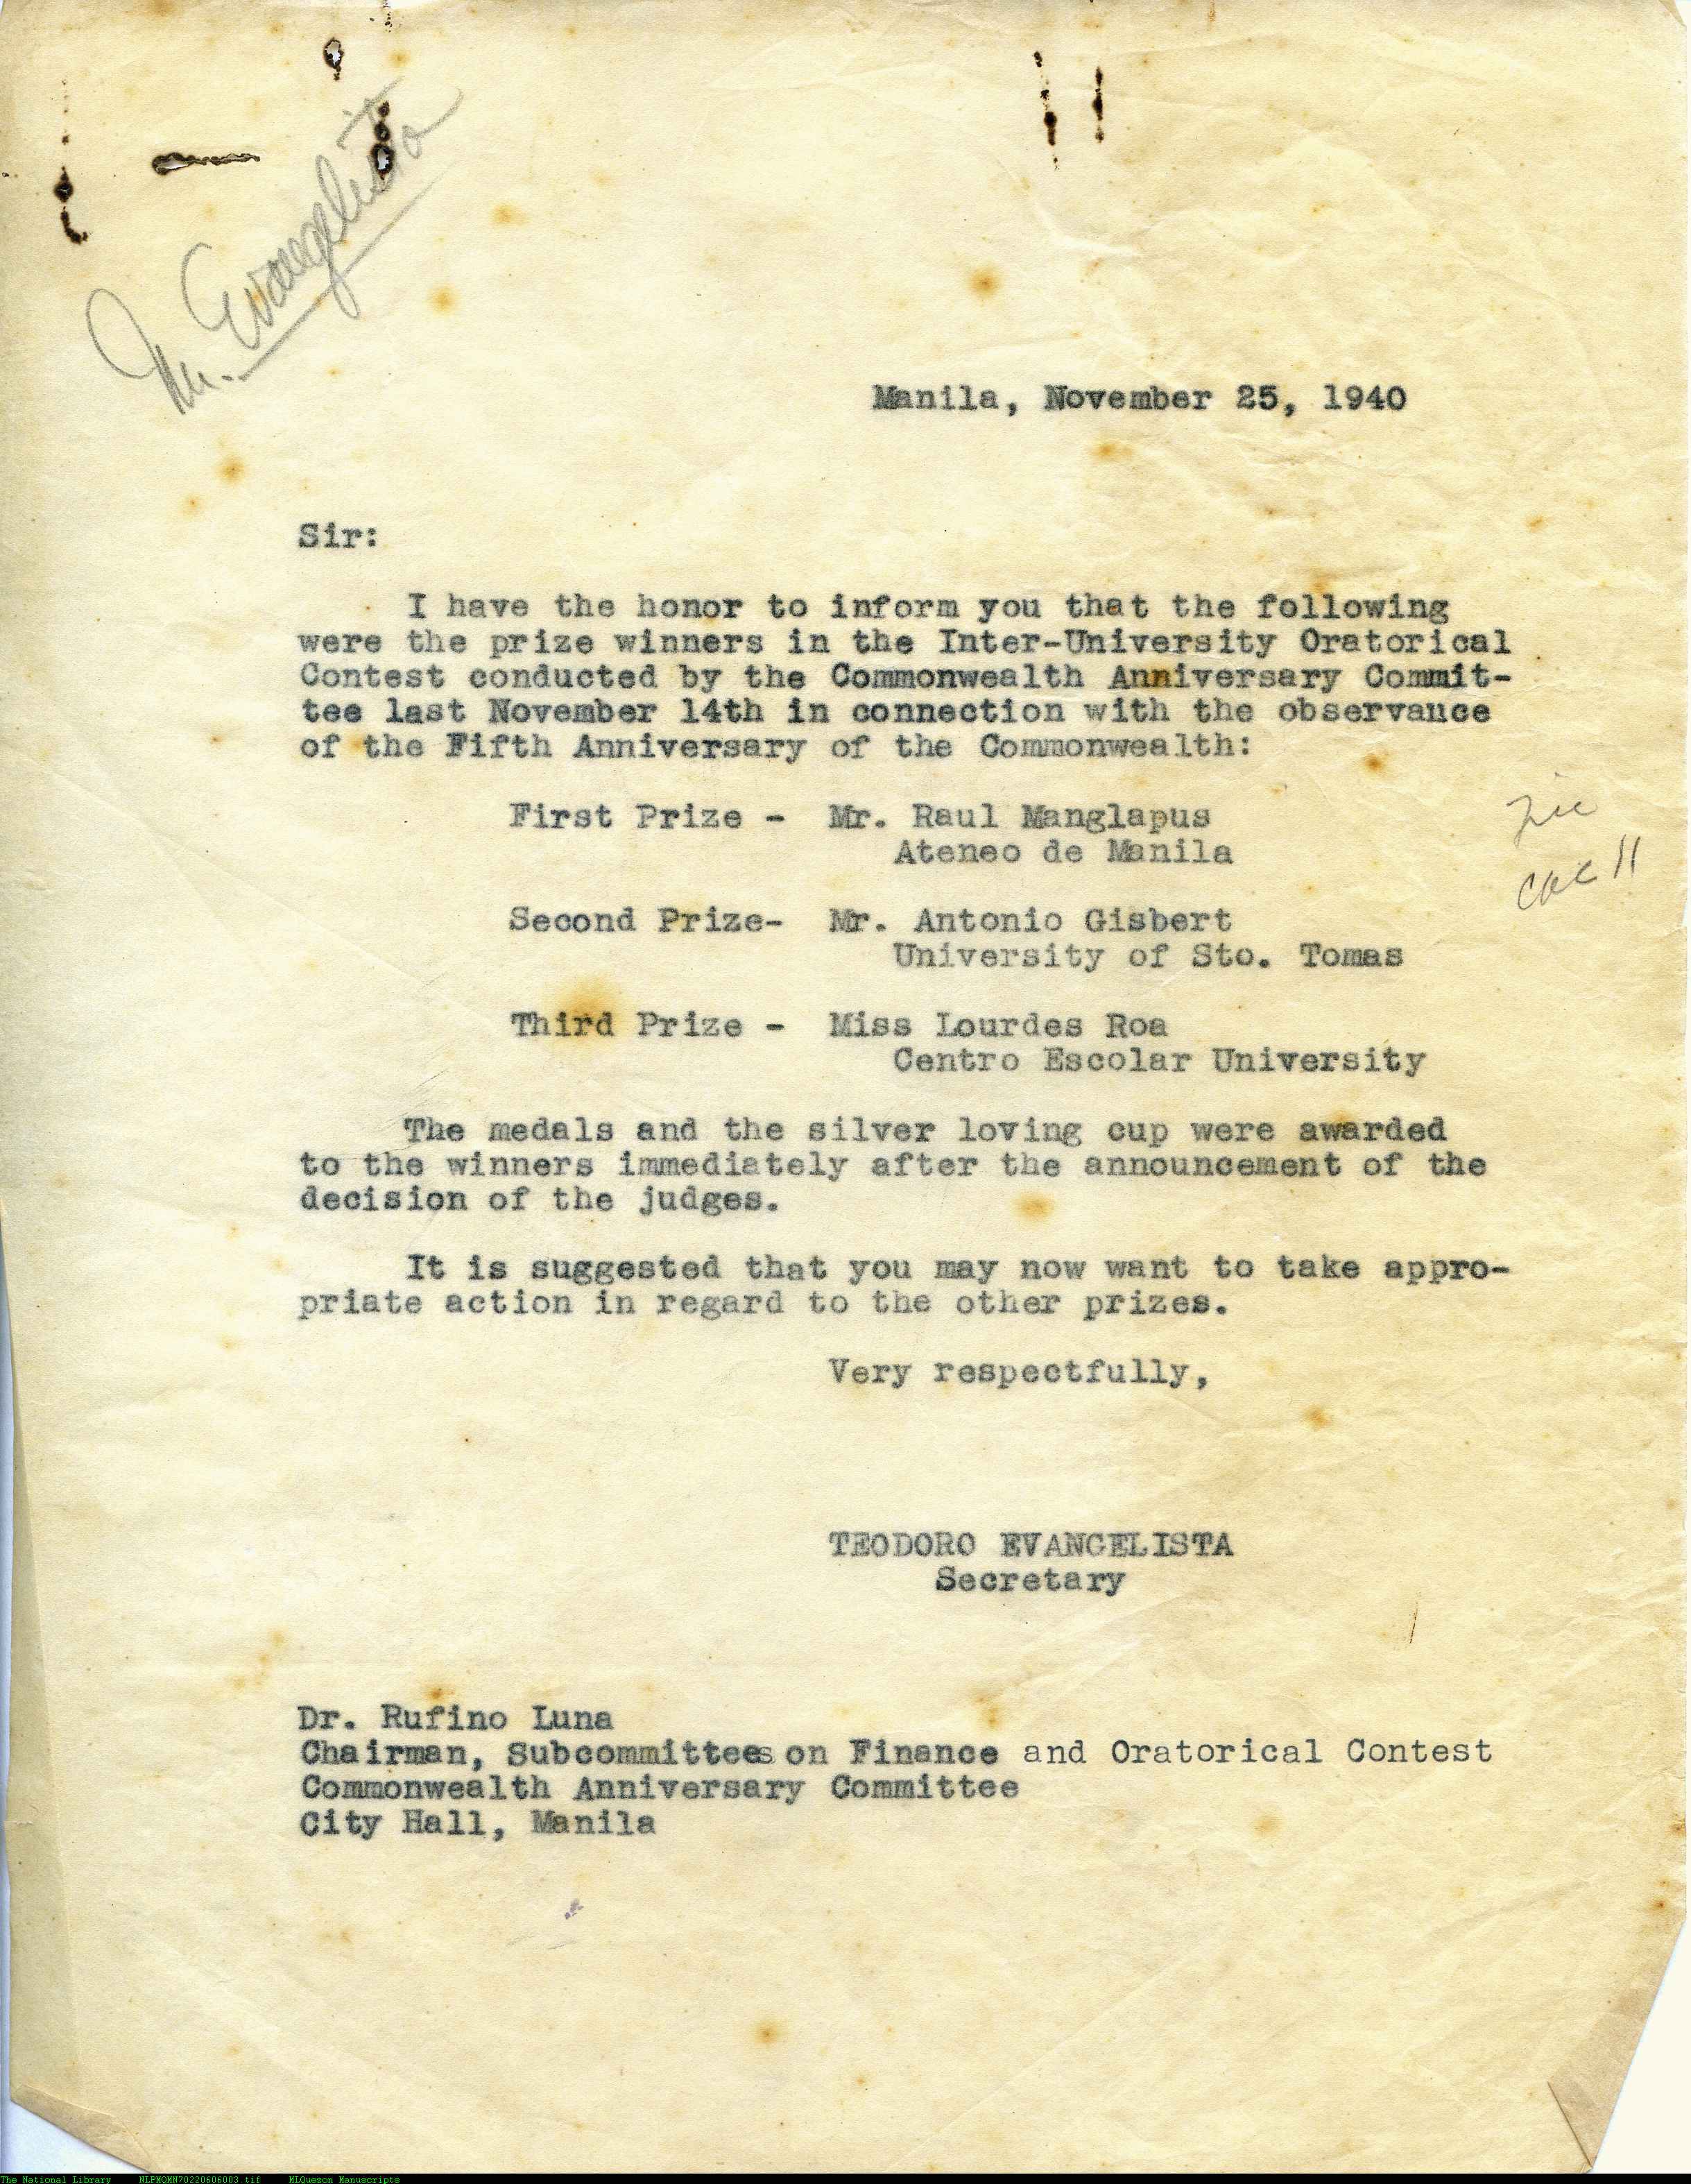 Mr. Evangelista
Manila, November 25, 1940
Sir:
I have the honor to inform you that the following
were the prize winners in the Inter-University Oratorical
Contest conducted by the Commonwealth Anniversary Commit-
tee last November 14th in connection with the observance
of the Fifth Anniversary of the Commonwealth:
First Prize - Mr. Raul Manglapus
Ateneo de Manila
Second Prize- Mr. Antonio Gisbert
University of Sto. Tomas
Third Prize - Miss Lourdes Roa
Centro Escolar University
The medals and the silver loving cup were awarded
to the winners immediately after the announcement of the
decision of the judges.
It is suggested that you may now want to take appro-
priate action in regard to the other prizes.
Very respectfully,
TEODORO EVANGELISTA
Secretary
Dr. Rufino Luna
Chairman, Subcommittees on Finance and Oratorical Contest
Commonwealth Anniversary Committee
City Hall, Manila
The National Library NLPMQMN70220606003.tif MLQuezon Manuscripts